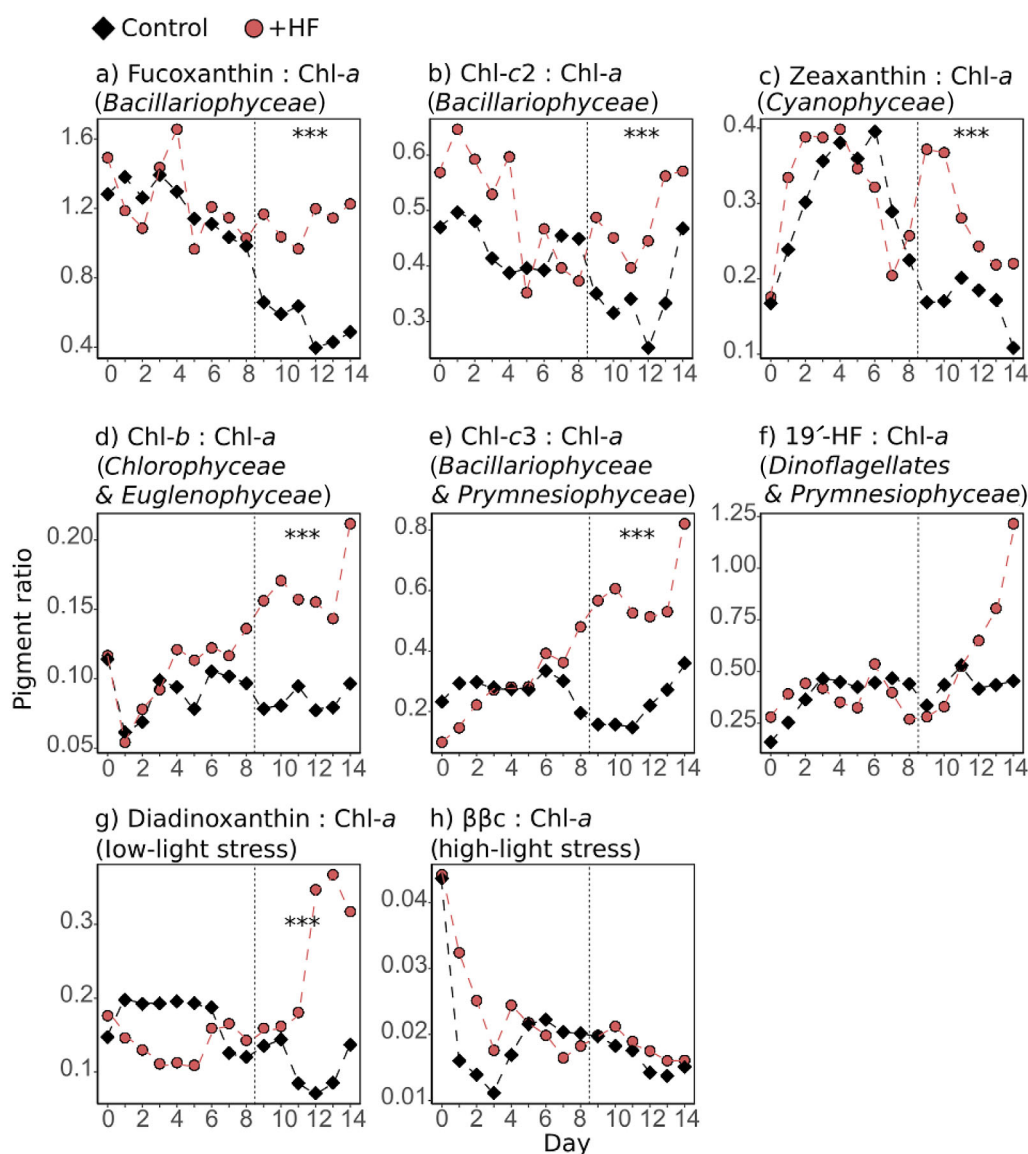 Control +HF
a) Fucoxanthin : Chl-a
(Bacillariophyceae)
b) Chl-c2 : Chl-a
(Bacillariophyceae)
c) Zeaxanthin : Chl-a
(Cyanophyceae)
***
1.6
1.2
0.8
0.4
0 2 4 6 8 10 12 14
***
0.6
0.5
0.4
0.3
0 2 4 6 8 10 12 14
***
0.4
0.3
0.2
0.1
0 2 4 6 8 10 12 14
d) Chl-b : Chl-a
(Chlorophyceae
& Euglenophyceae)
e) Chl-c3 : Chl-a
(Bacillariophyceae
& Prymnesiophyceae)
f) 19′-HF : Chl-a
(Dinoflagellates
& Prymnesiophyceae)
Pigment ratio
***
0.20
0.15
0.10
0.05
0 2 4 6 8 10 12 14
***
0.8
0.6
0.4
0.2
0 2 4 6 8 10 12 14
1.25
1.00
0.75
0.50
0.25
0 2 4 6 8 10 12 14
g) Diadinoxanthin : Chl-a
(low-light stress)
h) ββc : Chl-a
(high-light stress)
***
0.3
0.2
0.1
0 2 4 6 8 10 12 14
0.04
0.03
0.02
0.01
0 2 4 6 8 10 12 14
Day